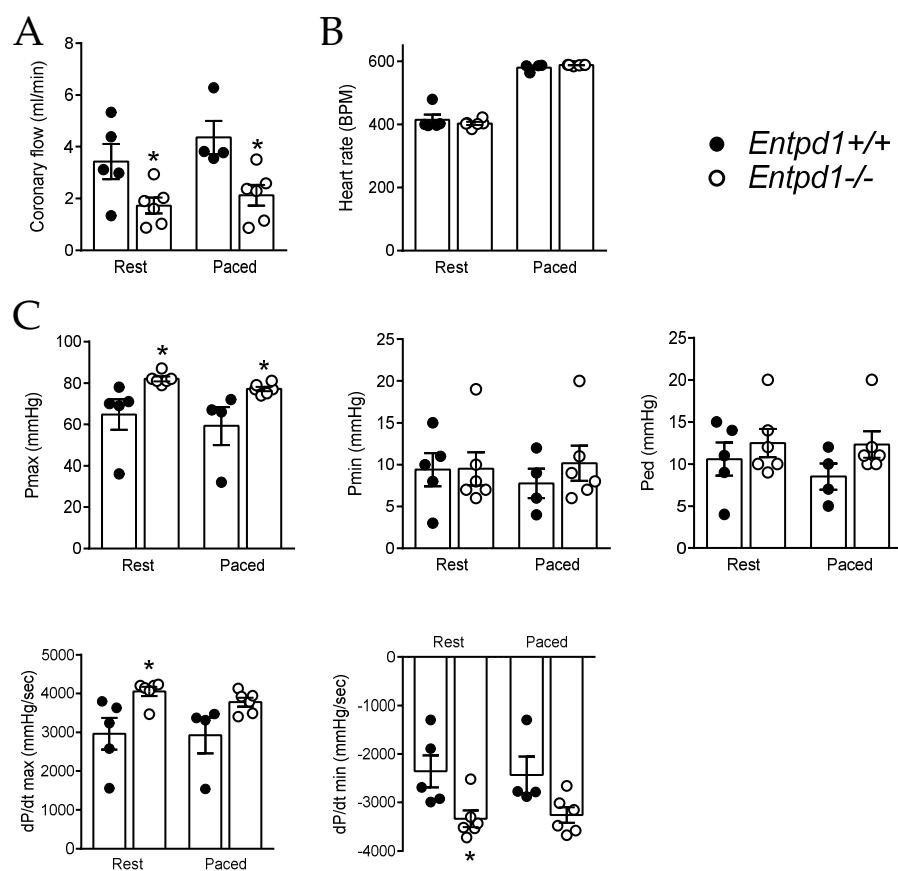 A
B
8
6
4
2
0
Coronary flow (ml/min)
*
*
Rest
Paced
600
400
200
0
Heart rate (BPM)
Rest
Paced
Entpd1+/+
Entpd1-/-
C
100
80
60
40
20
0
Pmax (mmHg)
*
*
Rest
Paced
25
20
15
10
5
0
Pmin (mmHg)
Rest
Paced
25
20
15
10
5
0
Ped (mmHg)
Rest
Paced
5000
4000
3000
2000
1000
0
dP/dt max (mmHg/sec)
*
Rest
Paced
Rest
Paced
0
-1000
-2000
-3000
-4000
dP/dt min (mmHg/sec)
*